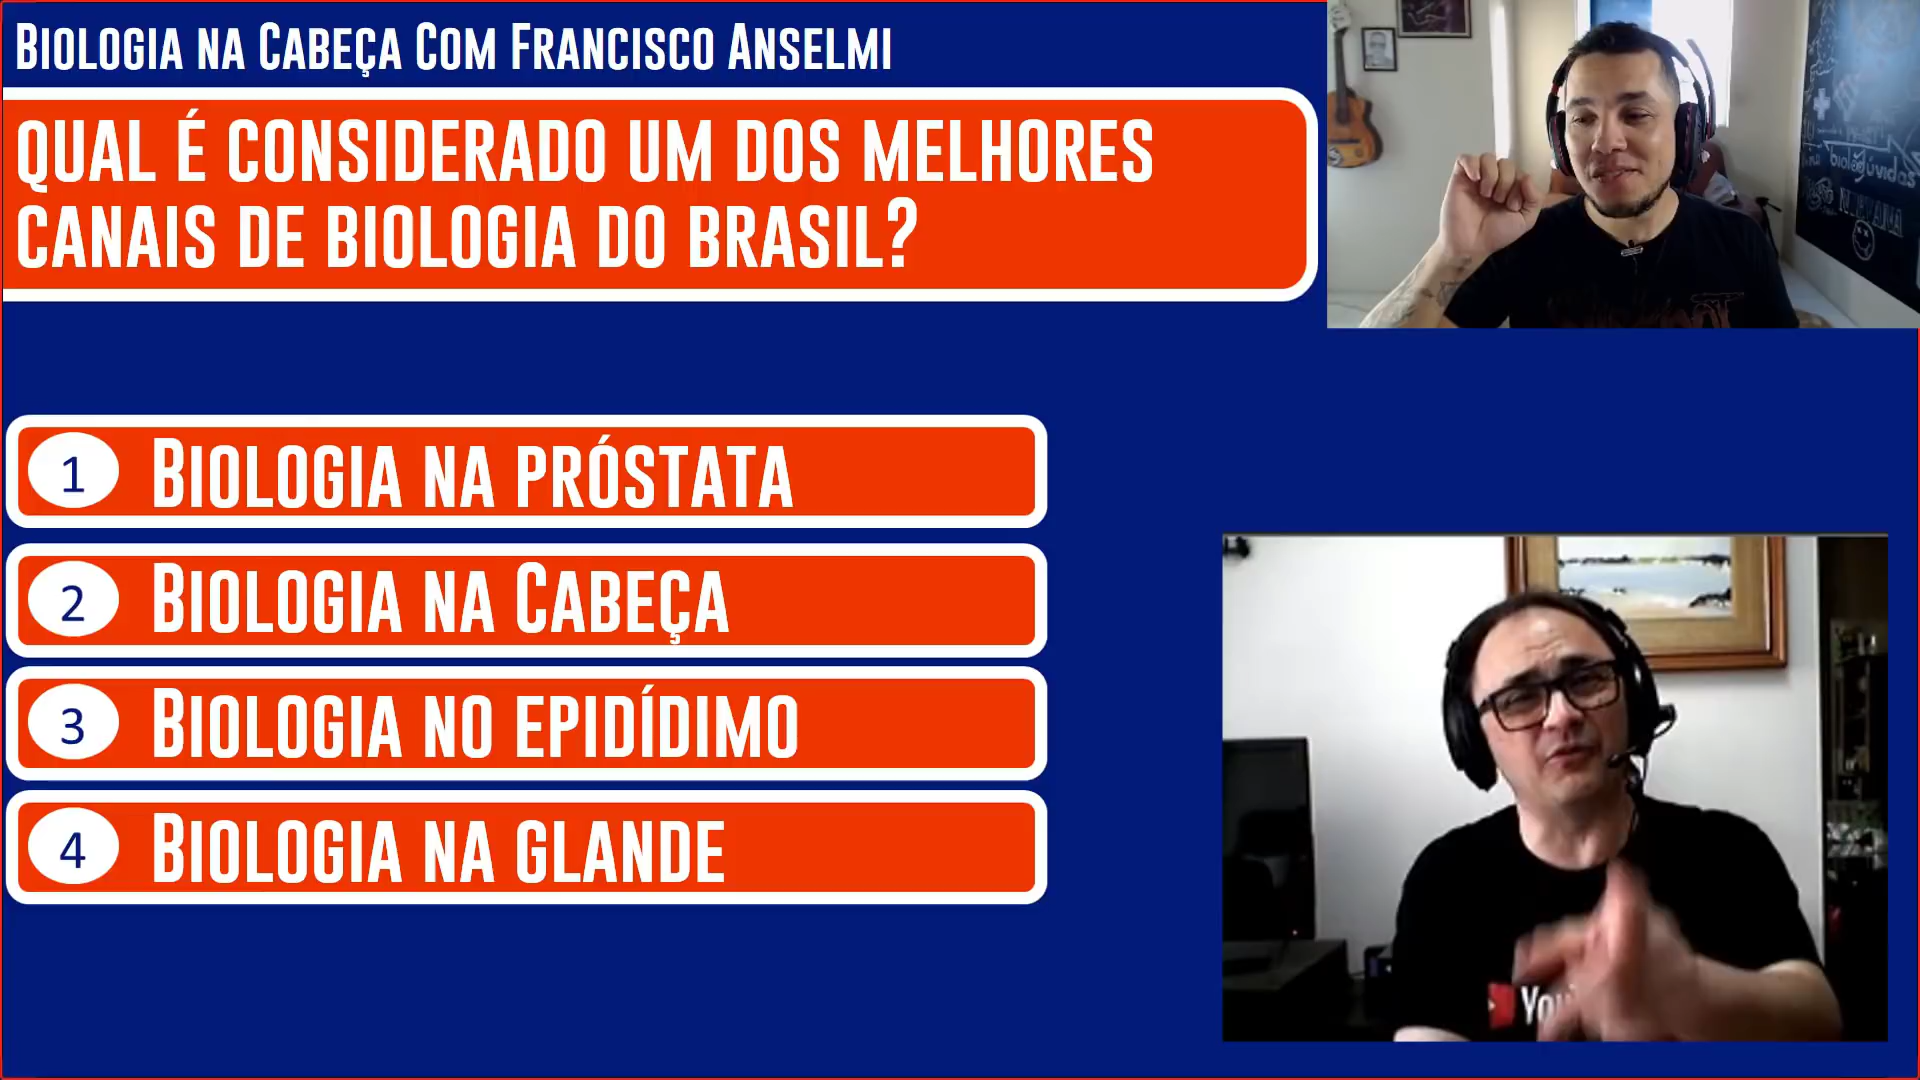 Biologia na Cabeça Com Francisco Anselmi
QUAL É CONSIDERADO UM DOS MELHORES
CANAIS DE BIOLOGIA DO BRASIL?
1 Biologia na próstata
2 Biologia na Cabeça
3 Biologia no epidídimo
4 Biologia na glande